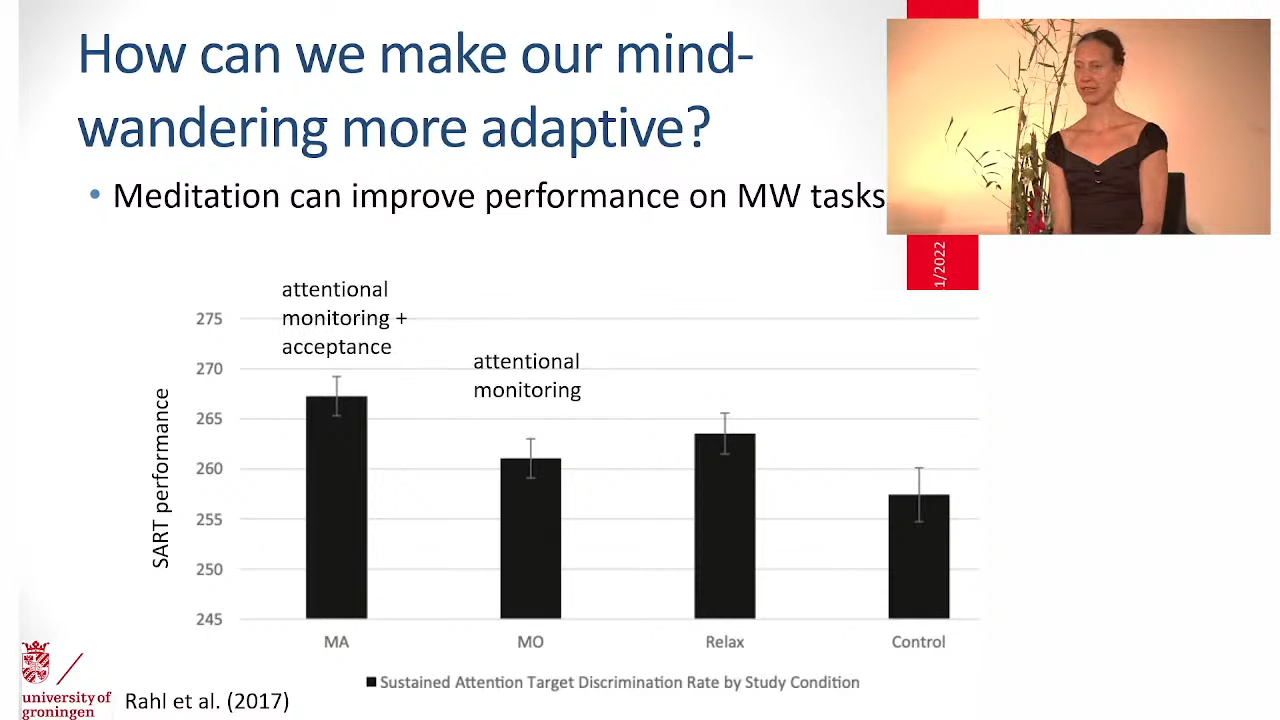 How can we make our mind-
wandering more adaptive?
• Meditation can improve performance on MW tasks
1/2022
attentional
monitoring +
acceptance
attentional
monitoring
275
270
265
260
255
250
245
SART performance
MA
MO
Relax
Control
Sustained Attention Target Discrimination Rate by Study Condition
university of
groningen
Rahl et al. (2017)